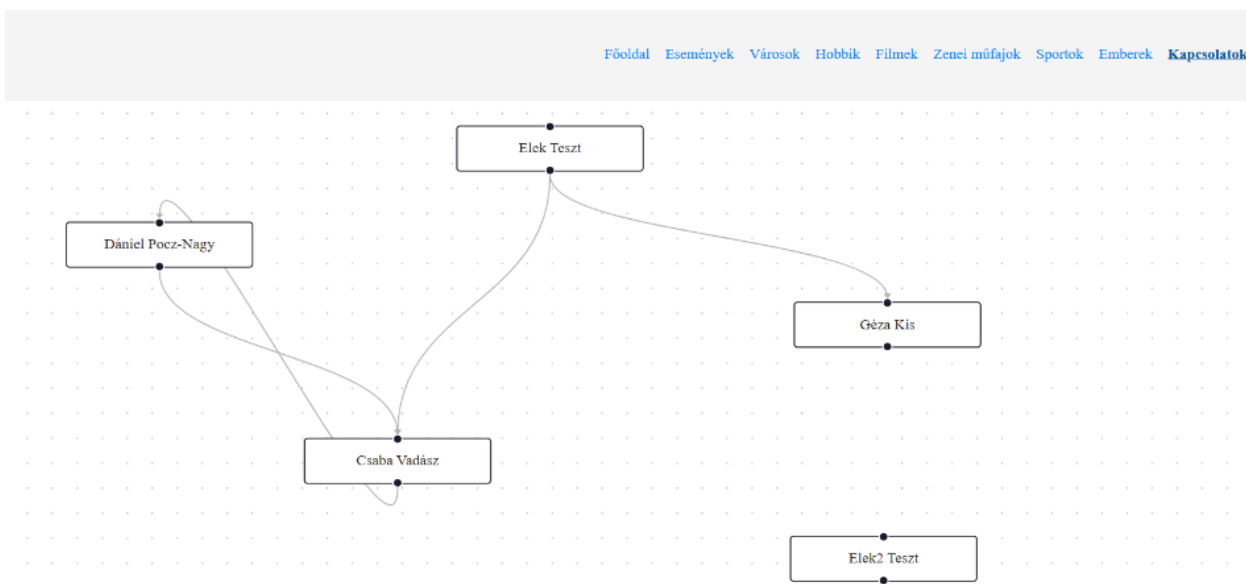 Főoldal Események Városok Hobbik Filmek Zenei műfajok Sportok Emberek Kapcsolatok
Elek Teszt
Dániel Pocz-Nagy
Géza Kis
Csaba Vadász
Elek2 Teszt